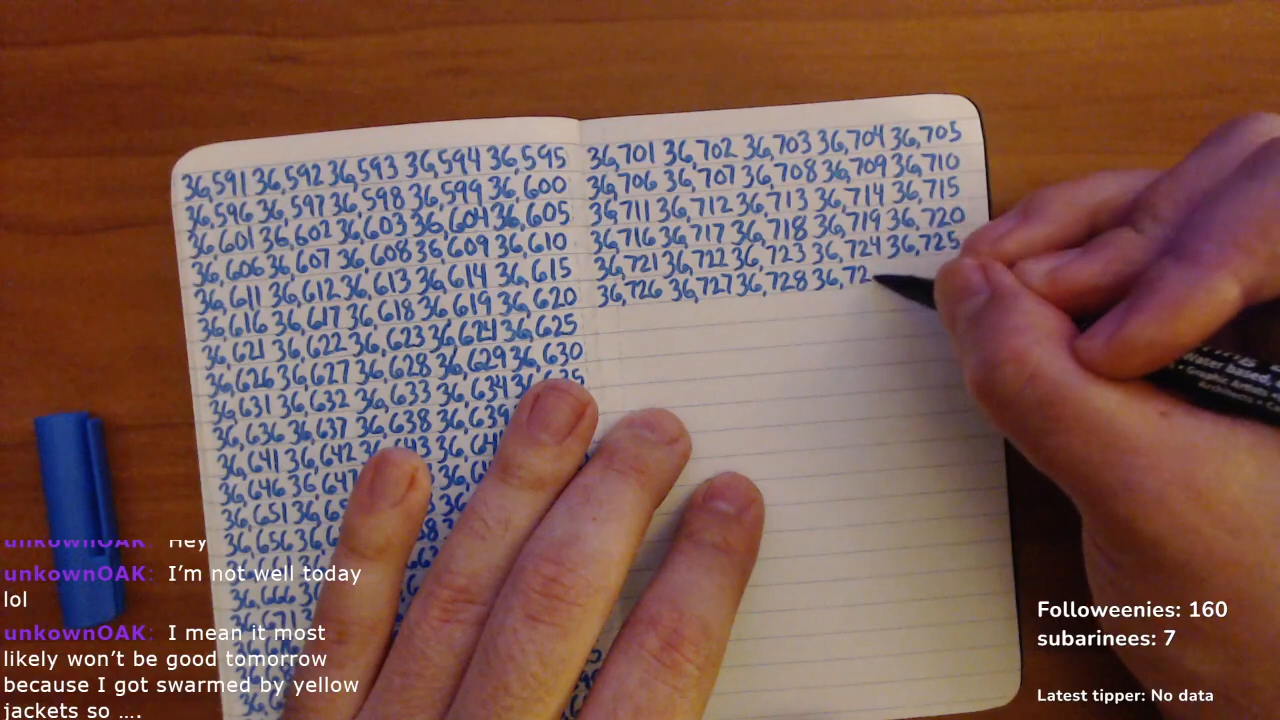 36,591 36,592 36,593 36,594 36,595
36,596 36,597 36,598 36,599 36,600
36,601 36,602 36,603 36,604 36,605
36,606 36,607 36,608 36,609 36,610
36,611 36,612 36,613 36,614 36,615
36,616 36,617 36,618 36,619 36,620
36,621 36,622 36,623 36,624 36,625
36,626 36,627 36,628 36,629 36,630
36,631 36,632 36,633 36,634 36,635
36,636 36,637 36,638 36,639
36,641 36,642
36,646 36,647
36,651
36,656
36,666
36,671
36,701 36,702 36,703 36,704 36,705
36,706 36,707 36,708 36,709 36,710
36,711 36,712 36,713 36,714 36,715
36,716 36,717 36,718 36,719 36,720
36,721 36,722 36,723 36,724 36,725
36,726 36,727 36,728 36,72
unkownOAK: Hey
unkownOAK: I'm not well today
lol
unkownOAK: I mean it most
likely won't be good tomorrow
because I got swarmed by yellow
jackets so ....
Followeenies: 160
subarinees: 7
Latest tipper: No data